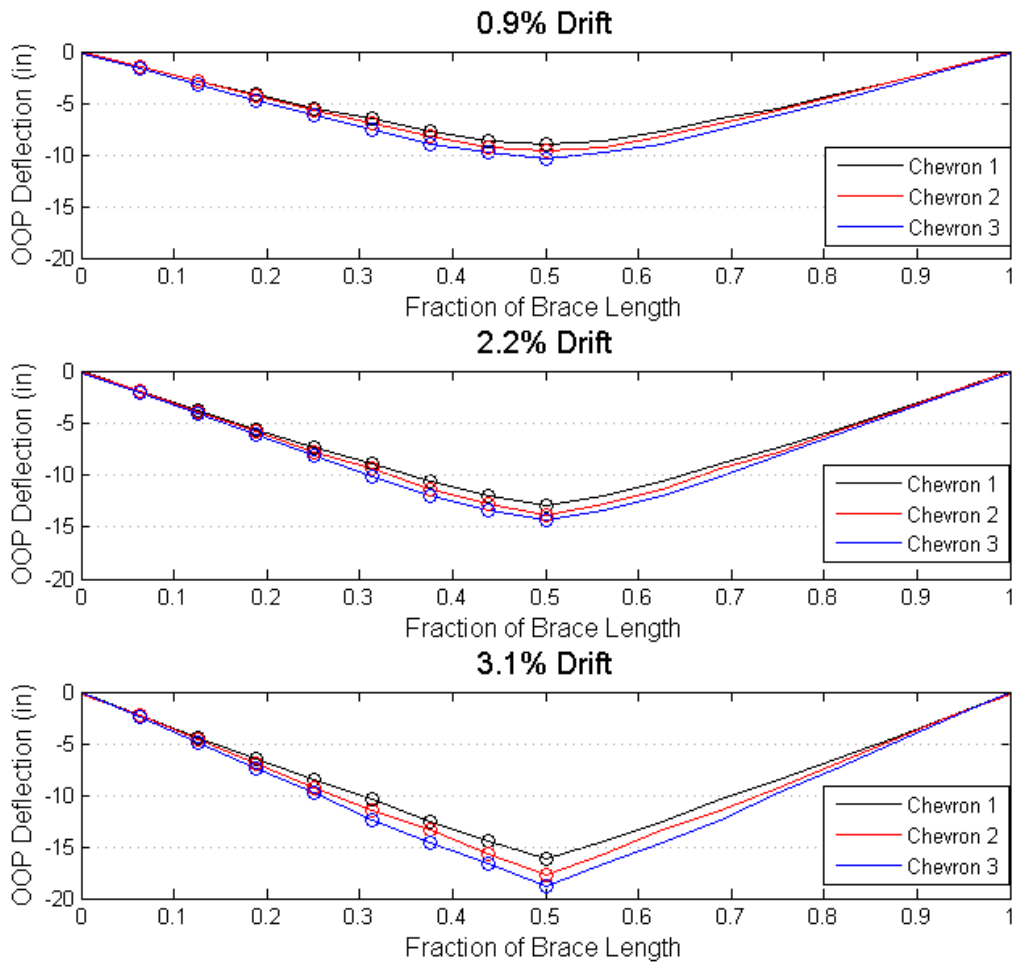 0.9% Drift
OOP Deflection (in)
0
-5
-10
-15
-20
Chevron 1
Chevron 2
Chevron 3
0 0.1 0.2 0.3 0.4 0.5 0.6 0.7 0.8 0.9 1
Fraction of Brace Length
2.2% Drift
OOP Deflection (in)
0
-5
-10
-15
-20
Chevron 1
Chevron 2
Chevron 3
0 0.1 0.2 0.3 0.4 0.5 0.6 0.7 0.8 0.9 1
Fraction of Brace Length
3.1% Drift
OOP Deflection (in)
0
-5
-10
-15
-20
Chevron 1
Chevron 2
Chevron 3
0 0.1 0.2 0.3 0.4 0.5 0.6 0.7 0.8 0.9 1
Fraction of Brace Length